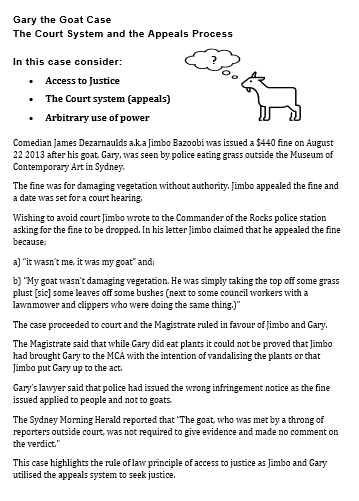 Gary the Goat Case
The Court System and the Appeals Process
In this case consider:
?
• Access to Justice
• The Court system (appeals)
• Arbitrary use of power
Comedian James Dezarnaulds a.k.a Jimbo Bazoobi was issued a $440 fine on August
22 2013 after his goat, Gary, was seen by police eating grass outside the Museum of
Contemporary Art in Sydney.
The fine was for damaging vegetation without authority. Jimbo appealed the fine and
a date was set for a court hearing.
Wishing to avoid court Jimbo wrote to the Commander of the Rocks police station
asking for the fine to be dropped. In his letter Jimbo claimed that he appealed the fine
because;
a) "it wasn't me, it was my goat" and;
b) "My goat wasn't damaging vegetation. He was simply taking the top off some grass
plust [sic] some leaves off some bushes (next to some council workers with a
lawnmower and clippers who were doing the same thing.)"
The case proceeded to court and the Magistrate ruled in favour of Jimbo and Gary.
The Magistrate said that while Gary did eat plants it could not be proved that Jimbo
had brought Gary to the MCA with the intention of vandalising the plants or that
Jimbo put Gary up to the act.
Gary's lawyer said that police had issued the wrong infringement notice as the fine
issued applied to people and not to goats.
The Sydney Morning Herald reported that "The goat, who was met by a throng of
reporters outside court, was not required to give evidence and made no comment on
the verdict."
This case highlights the rule of law principle of access to justice as Jimbo and Gary
utilised the appeals system to seek justice.